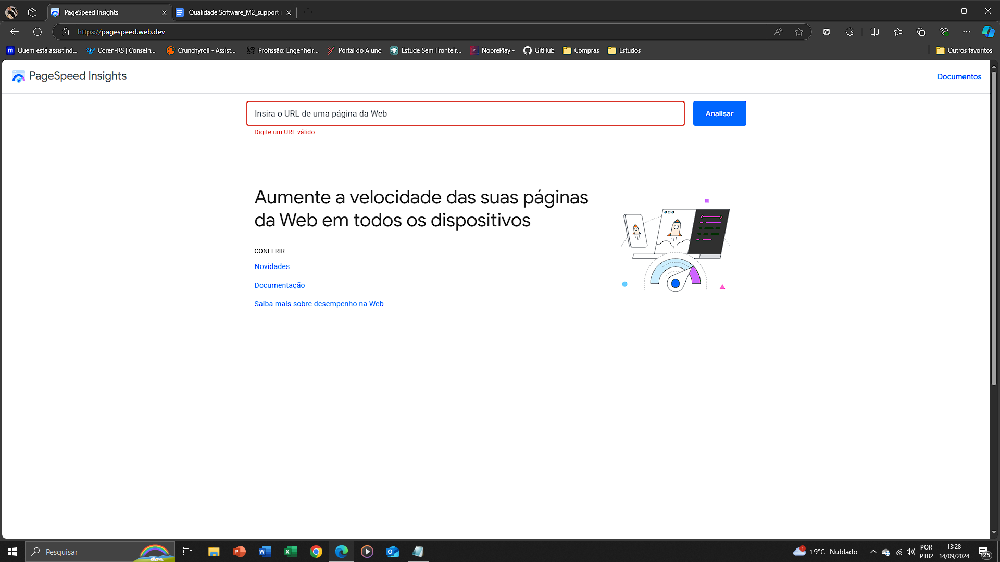 PageSpeed Insights
Qualidade Software_M2_support
https://pagespeed.web.dev
Quem está assistind...
Coren-RS | Conselh...
Crunchyroll - Assist...
Profissão: Engenheir...
Portal do Aluno
Estude Sem Fronteir...
NobrePlay -
GitHub
Compras
Estudos
Outros favoritos
PageSpeed Insights
Documentos
Insira o URL de uma página da Web
Analisar
Digite um URL válido
Aumente a velocidade das suas páginas
da Web em todos os dispositivos
CONFERIR
Novidades
Documentação
Saiba mais sobre desempenho na Web
Pesquisar
1
19°C Nublado
POR
PTB2
13:28
14/09/2024
25